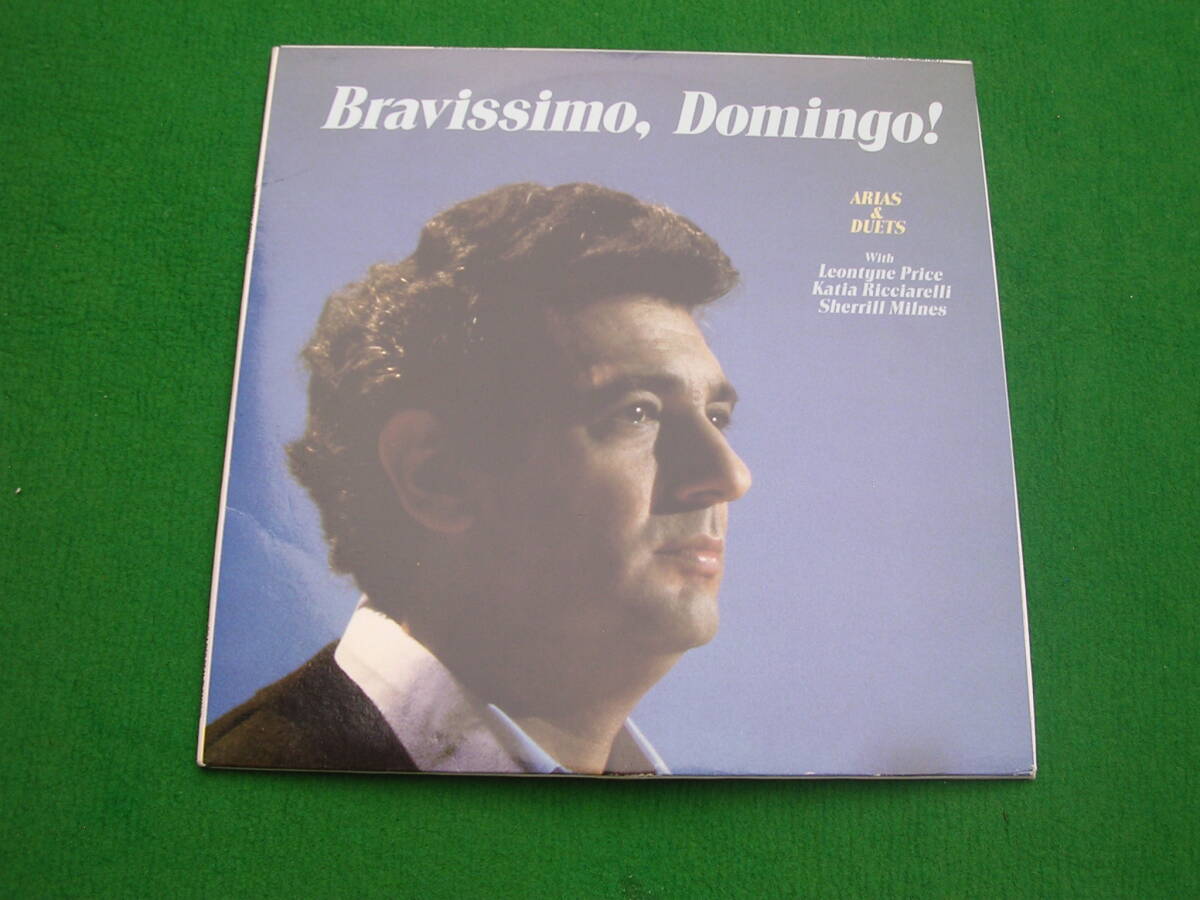 Bravissimo, Domingo!
ARIAS
&
DUETS
With
Leontyne Price
Katia Ricciarelli
Sherrill Milnes